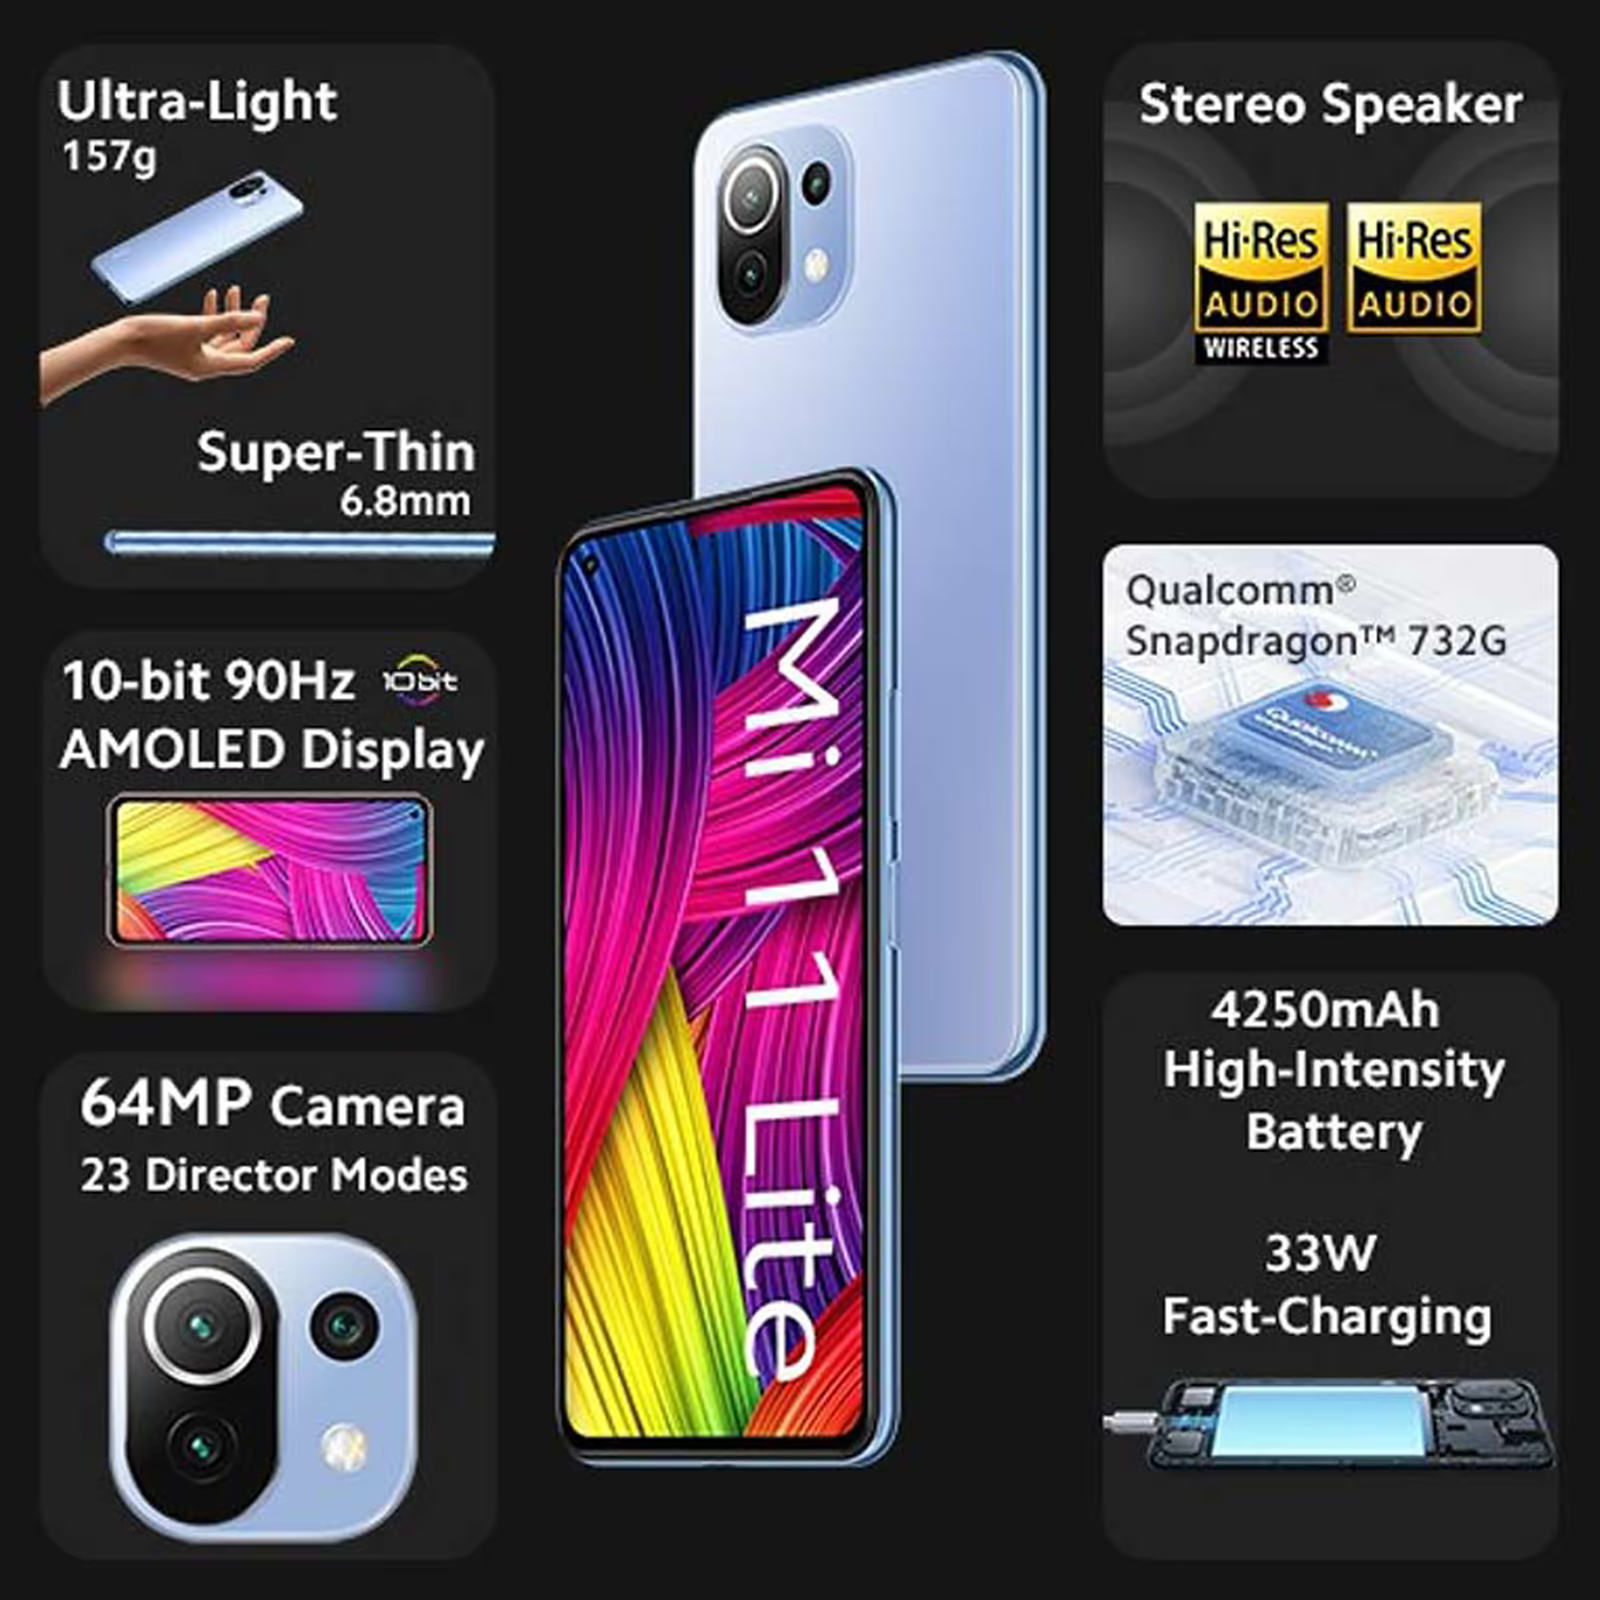 Ultra-Light
157g
Super-Thin
6.8mm
10-bit 90Hz 10bit
AMOLED Display
64MP Camera
23 Director Modes
Mi 11 Lite
Stereo Speaker
Hi-Res
AUDIO
WIRELESS
Hi-Res
AUDIO
Qualcomm®
Snapdragon™ 732G
Qualcomm
snapdragon
4250mAh
High-Intensity
Battery
33W
Fast-Charging